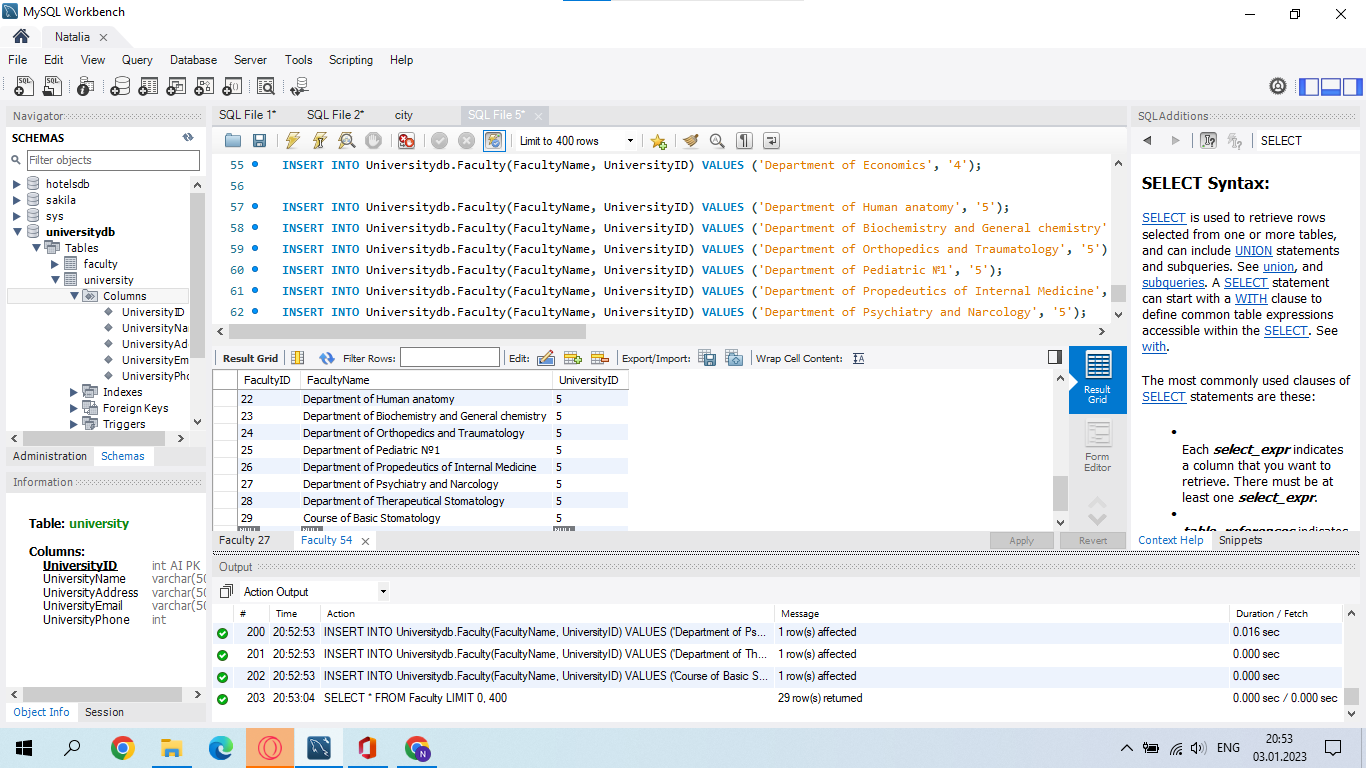 MySQL Workbench
Natalia
File Edit View Query Database Server Tools Scripting Help
Navigator
SCHEMAS
Filter objects
hotelsdb
sakila
sys
universitydb
Tables
faculty
university
Columns
UniversityID
UniversityNa
UniversityAd
UniversityEm
UniversityPho
Indexes
Foreign Keys
Triggers
Administration Schemas
Information
Table: university
Columns:
UniversityID int AI PK
UniversityName varchar(50
UniversityAddress varchar(50
UniversityEmail varchar(50
UniversityPhone int
Object Info Session
SQL File 1* SQL File 2* city SQL File 5*
Limit to 400 rows
55 INSERT INTO Universitydb.Faculty(FacultyName, UniversityID) VALUES ('Department of Economics', '4');
56
57 INSERT INTO Universitydb.Faculty(FacultyName, UniversityID) VALUES ('Department of Human anatomy', '5');
58 INSERT INTO Universitydb.Faculty(FacultyName, UniversityID) VALUES ('Department of Biochemistry and General chemistry'
59 INSERT INTO Universitydb.Faculty(FacultyName, UniversityID) VALUES ('Department of Orthopedics and Traumatology', '5')
60 INSERT INTO Universitydb.Faculty(FacultyName, UniversityID) VALUES ('Department of Pediatric №1', '5');
61 INSERT INTO Universitydb.Faculty(FacultyName, UniversityID) VALUES ('Department of Propedeutics of Internal Medicine',
62 INSERT INTO Universitydb.Faculty(FacultyName, UniversityID) VALUES ('Department of Psychiatry and Narcology', '5');
Result Grid Filter Rows: Edit: Export/Import: Wrap Cell Content:
FacultyID FacultyName UniversityID
22 Department of Human anatomy 5
23 Department of Biochemistry and General chemistry 5
24 Department of Orthopedics and Traumatology 5
25 Department of Pediatric №1 5
26 Department of Propedeutics of Internal Medicine 5
27 Department of Psychiatry and Narcology 5
28 Department of Therapeutical Stomatology 5
29 Course of Basic Stomatology 5
Result
Grid
Form
Editor
Faculty 27 Faculty 54 Apply Revert
Output
Action Output
# Time Action Message Duration / Fetch
200 20:52:53 INSERT INTO Universitydb.Faculty(FacultyName, UniversityID) VALUES ('Department of Ps... 1 row(s) affected 0.016 sec
201 20:52:53 INSERT INTO Universitydb.Faculty(FacultyName, UniversityID) VALUES ('Department of Th... 1 row(s) affected 0.000 sec
202 20:52:53 INSERT INTO Universitydb.Faculty(FacultyName, UniversityID) VALUES ('Course of Basic S... 1 row(s) affected 0.000 sec
203 20:53:04 SELECT * FROM Faculty LIMIT 0, 400 29 row(s) returned 0.000 sec / 0.000 sec
SQLAdditions
SELECT
SELECT Syntax:
SELECT is used to retrieve rows
selected from one or more tables,
and can include UNION statements
and subqueries. See union, and
subqueries. A SELECT statement
can start with a WITH clause to
define common table expressions
accessible within the SELECT. See
with.
The most commonly used clauses of
SELECT statements are these:
Each select_expr indicates
a column that you want to
retrieve. There must be at
least one select_expr.
table_references indicates
Context Help Snippets
ENG
20:53
03.01.2023